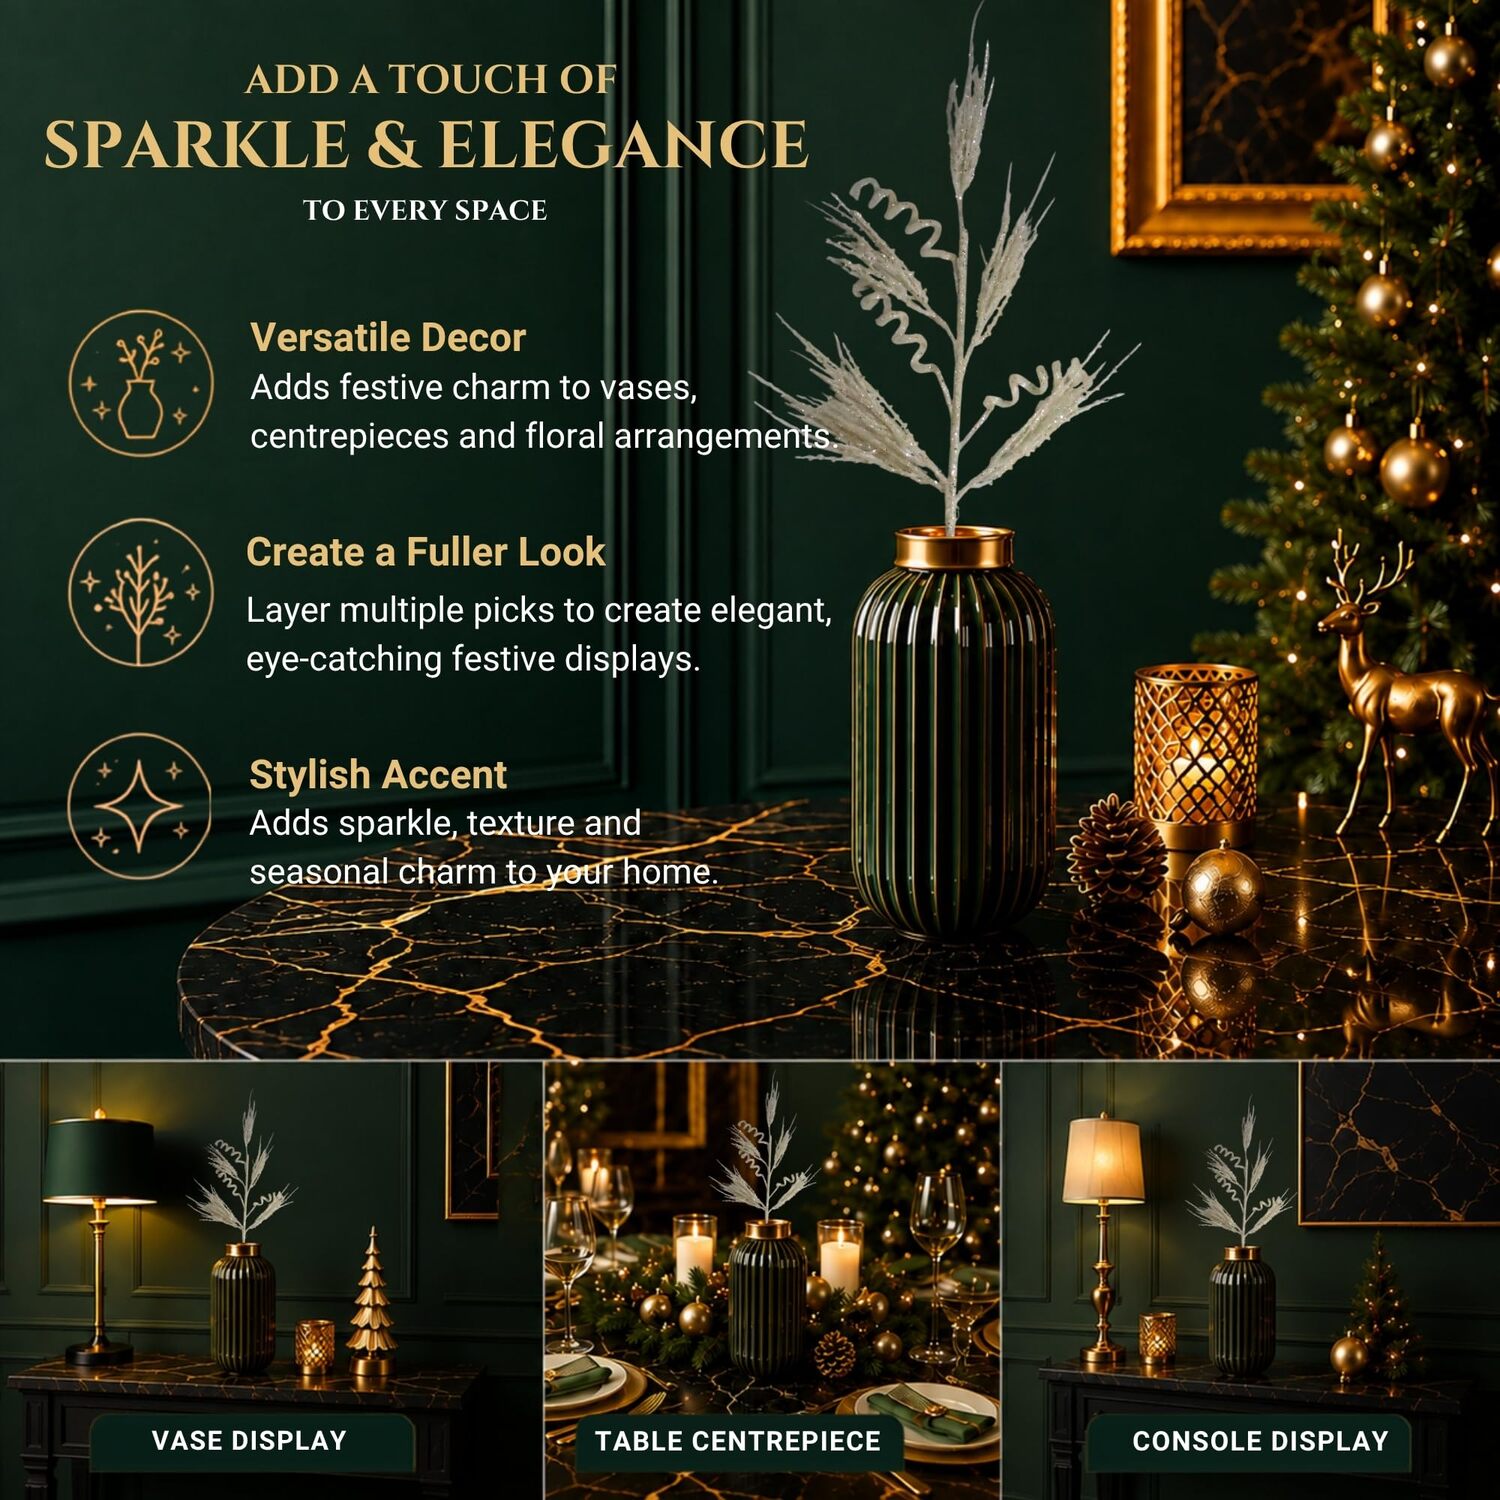 ADD A TOUCH OF
SPARKLE & ELEGANCE
TO EVERY SPACE
Versatile Decor
Adds festive charm to vases,
centrepieces and floral arrangements.
Create a Fuller Look
Layer multiple picks to create elegant,
eye-catching festive displays.
Stylish Accent
Adds sparkle, texture and
seasonal charm to your home.
VASE DISPLAY
TABLE CENTREPIECE
CONSOLE DISPLAY